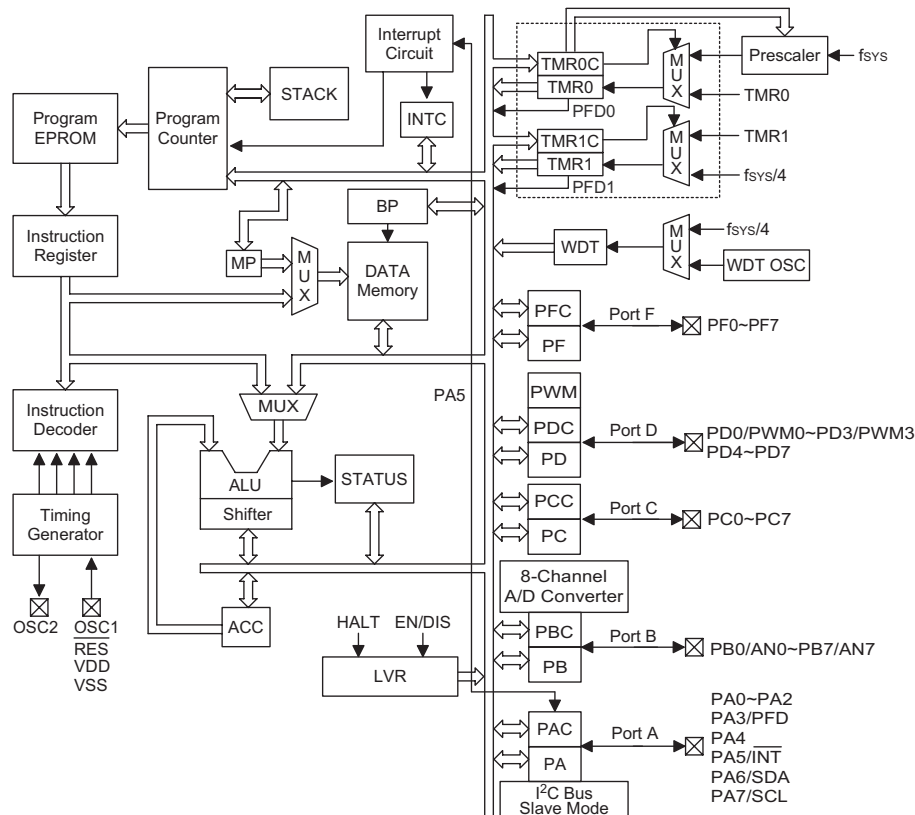 Interrupt
Circuit
STACK
Program
EPROM
Program
Counter
INTC
TMR0C
TMR0
PFD0
MUX
Prescaler
fSYS
TMR0
TMR1C
TMR1
PFD1
MUX
TMR1
fSYS/4
Instruction
Register
MP
MUX
BP
DATA
Memory
WDT
MUX
fSYS/4
WDT OSC
PFC
PF
Port F
PF0~PF7
Instruction
Decoder
MUX
PA5
PWM
PDC
PD
Port D
PD0/PWM0~PD3/PWM3
PD4~PD7
ALU
Shifter
STATUS
Timing
Generator
PCC
PC
Port C
PC0~PC7
OSC2
OSC1
RES
VDD
VSS
ACC
HALT
EN/DIS
LVR
8-Channel
A/D Converter
PBC
PB
Port B
PB0/AN0~PB7/AN7
PAC
PA
Port A
PA0~PA2
PA3/PFD
PA4
PA5/INT
PA6/SDA
PA7/SCL
I²C Bus
Slave Mode